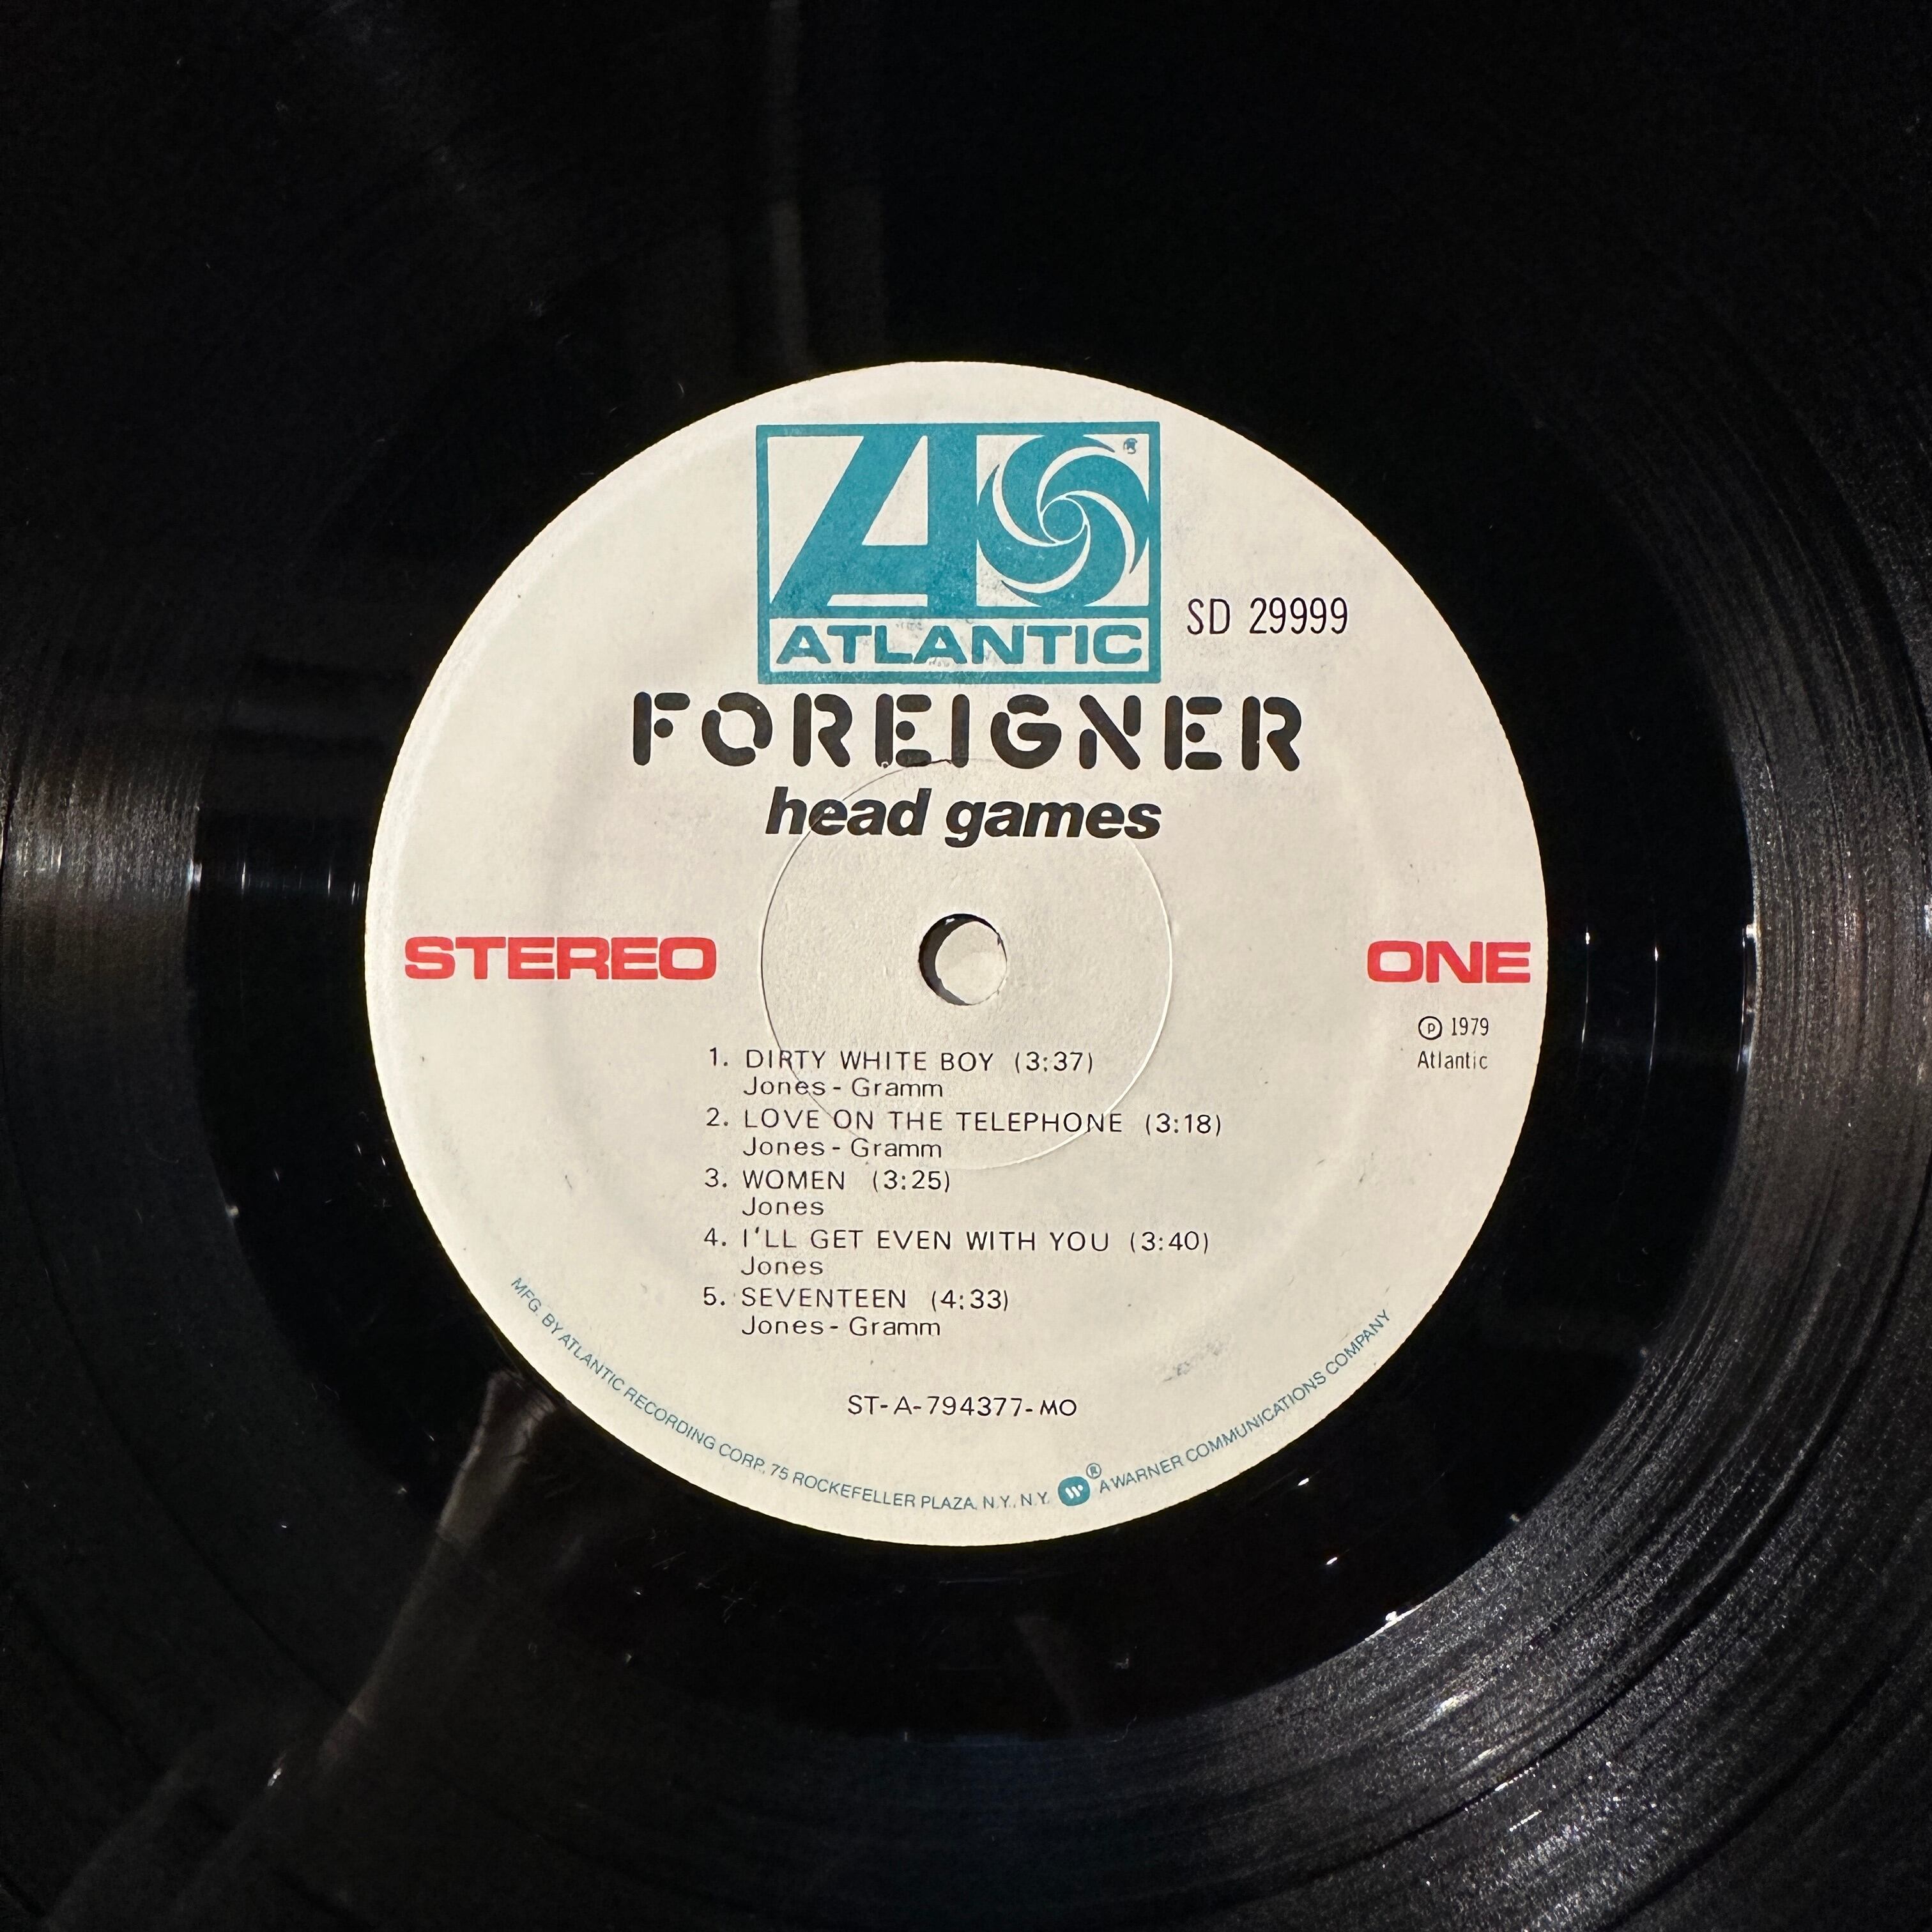 ®
ATLANTIC
SD 29999
FOREIGNER
head games
STEREO
ONE
℗ 1979
Atlantic
1. DIRTY WHITE BOY (3:37)
Jones - Gramm
2. LOVE ON THE TELEPHONE (3:18)
Jones - Gramm
3. WOMEN (3:25)
Jones
4. I'LL GET EVEN WITH YOU (3:40)
Jones
5. SEVENTEEN (4:33)
Jones - Gramm
ST-A-794377-MO
MFG. BY ATLANTIC RECORDING CORP., 75 ROCKEFELLER PLAZA, N.Y., N.Y. ® A WARNER COMMUNICATIONS COMPANY